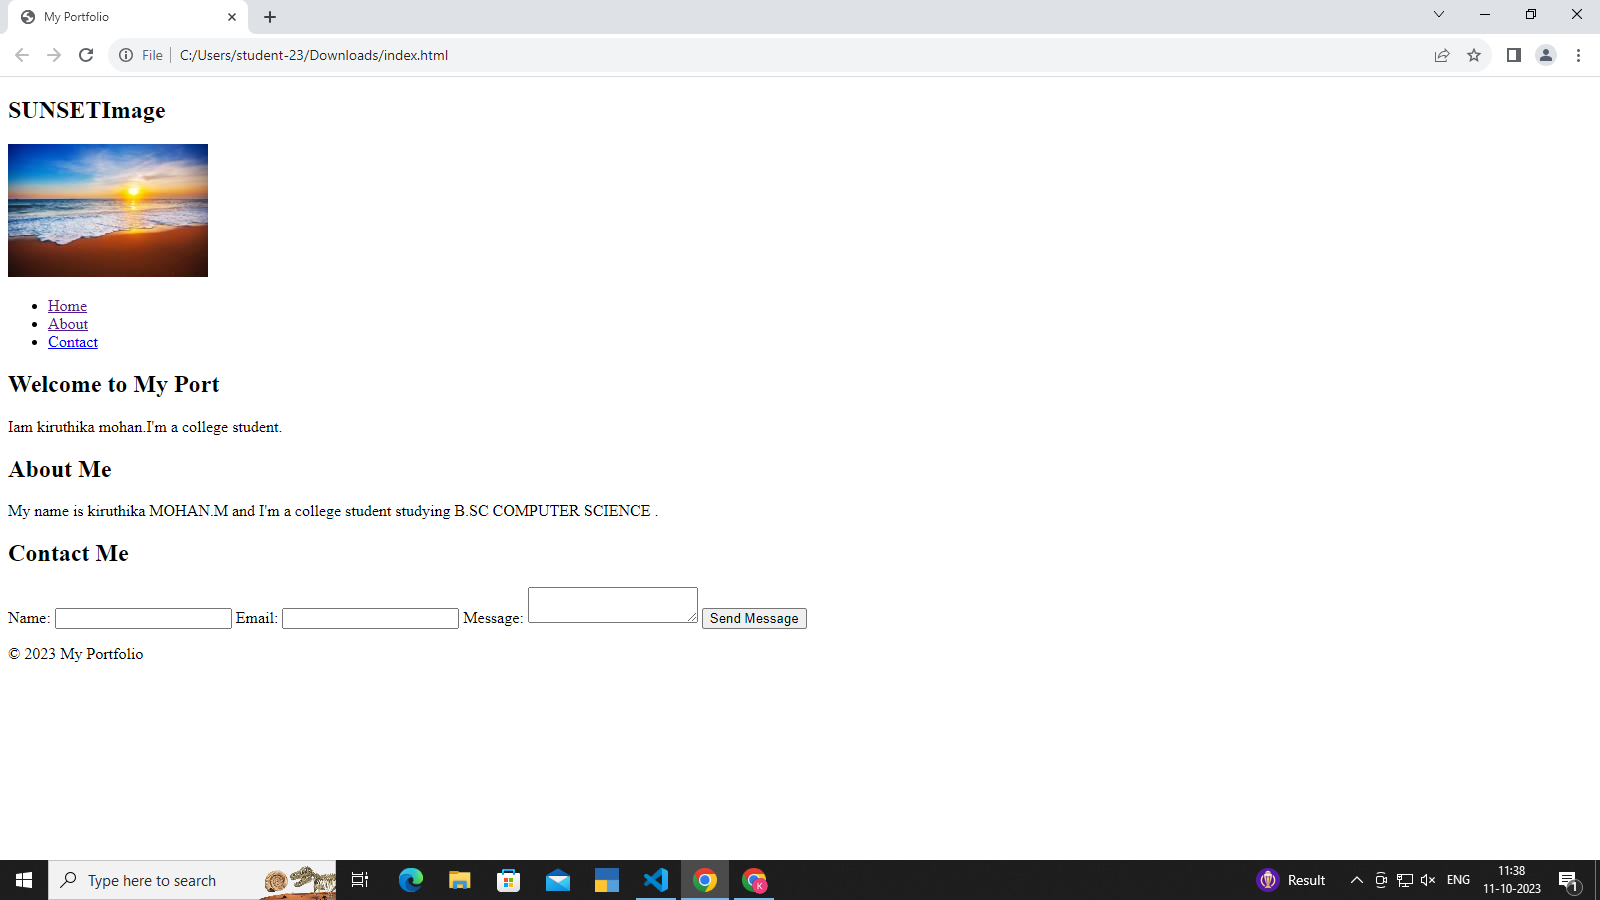 My Portfolio
File
C:/Users/student-23/Downloads/index.html
SUNSETImage
Home
About
Contact
Welcome to My Port
Iam kiruthika mohan.I'm a college student.
About Me
My name is kiruthika MOHAN.M and I'm a college student studying B.SC COMPUTER SCIENCE .
Contact Me
Name: Email: Message: Send Message
© 2023 My Portfolio
Type here to search
K
Result
ENG
11:38
11-10-2023
1